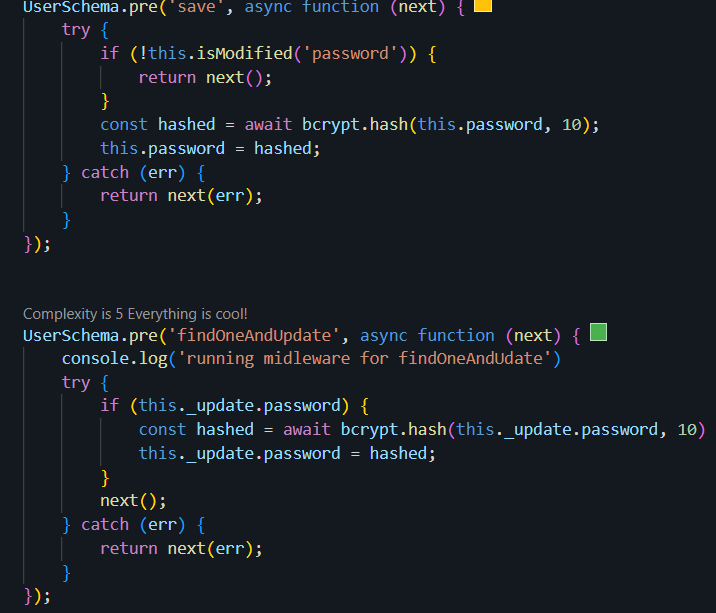 UserSchema.pre('save', async function (next) {
try {
if (!this.isModified('password')) {
return next();
}
const hashed = await bcrypt.hash(this.password, 10);
this.password = hashed;
} catch (err) {
return next(err);
}
});
Complexity is 5 Everything is cool!
UserSchema.pre('findOneAndUpdate', async function (next) {
console.log('running midleware for findOneAndUdate')
try {
if (this._update.password) {
const hashed = await bcrypt.hash(this._update.password, 10)
this._update.password = hashed;
}
next();
} catch (err) {
return next(err);
}
});